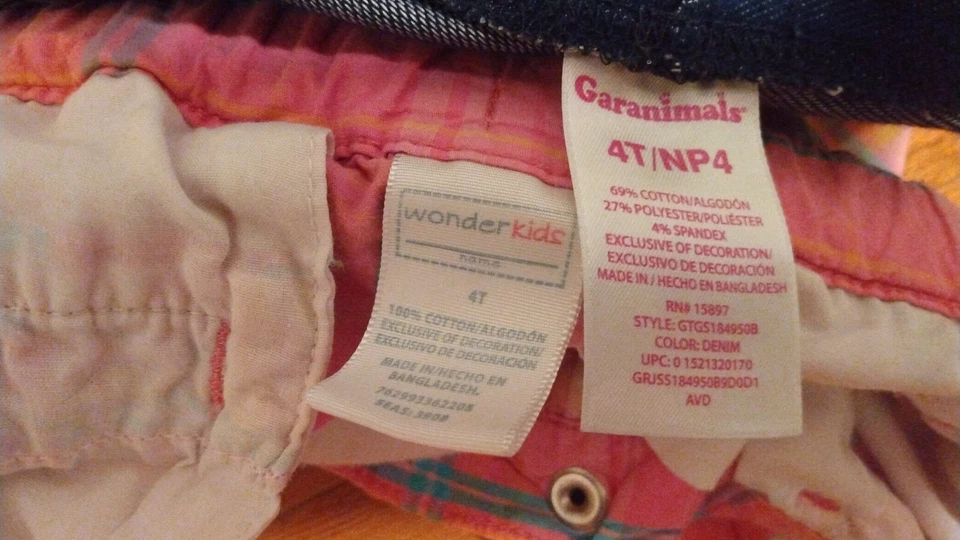 wonderkids
name
4T
100% COTTON/ALGODÓN
EXCLUSIVE OF DECORATION/
EXCLUSIVO DE DECORACIÓN
MADE IN/HECHO EN
BANGLADESH.
Garanimals
4T/NP4
69% COTTON/ALGODÓN
27% POLYESTER/POLIÉSTER
4% SPANDEX
EXCLUSIVE OF DECORATION/
EXCLUSIVO DE DECORACIÓN
MADE IN / HECHO EN BANGLADESH
RN# 15897
STYLE: GTGS184950B
COLOR: DENIM
UPC: 0 1521320170
GRJSS184950B9D0D1
AVD